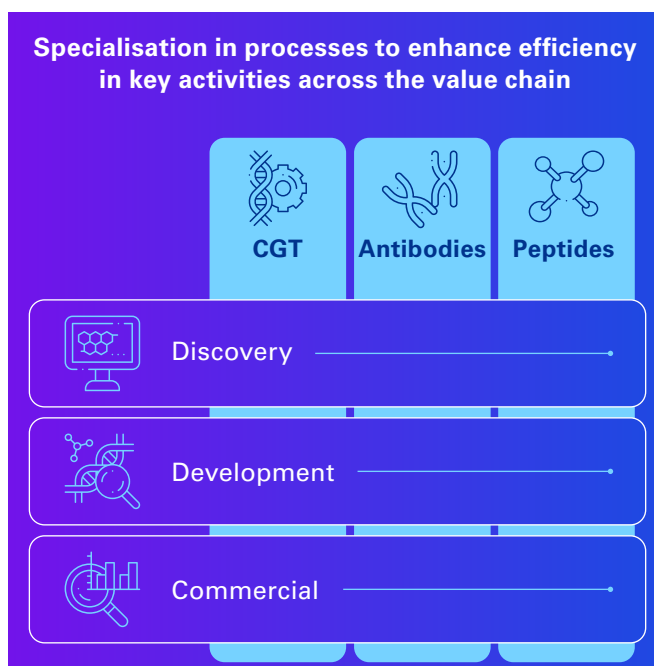 Specialisation in processes to enhance efficiency
in key activities across the value chain
CGT
Antibodies
Peptides
Discovery
Development
Commercial